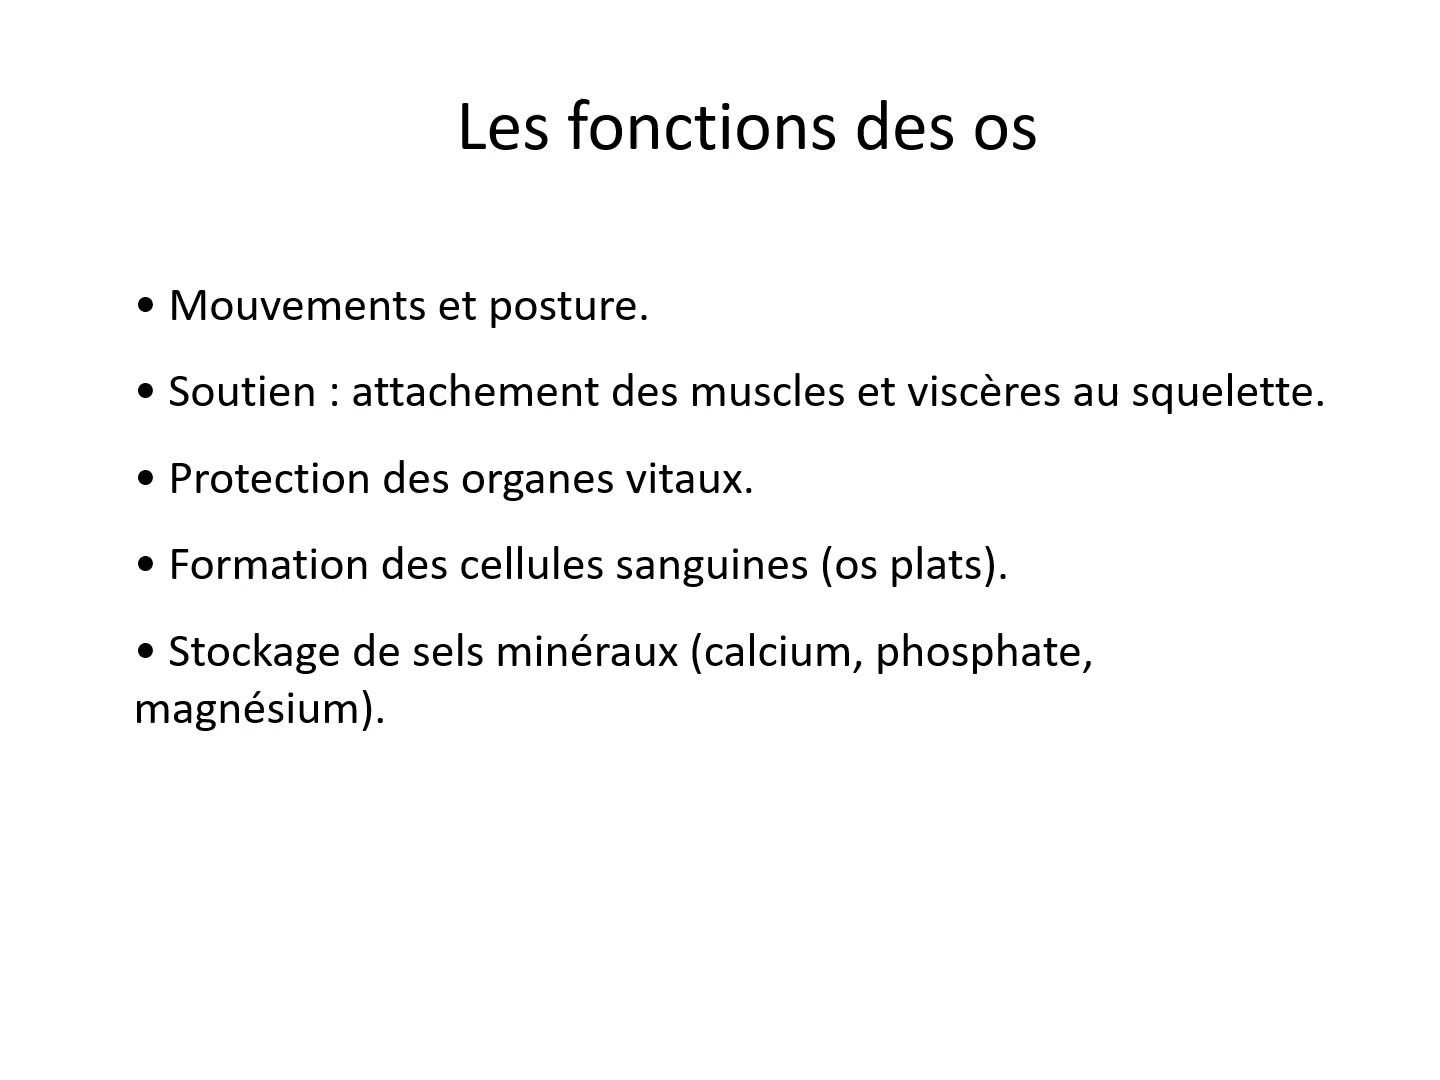 Les fonctions des os
• Mouvements et posture.
• Soutien : attachement des muscles et viscères au squelette.
• Protection des organes vitaux.
• Formation des cellules sanguines (os plats).
• Stockage de sels minéraux (calcium, phosphate,
magnésium).